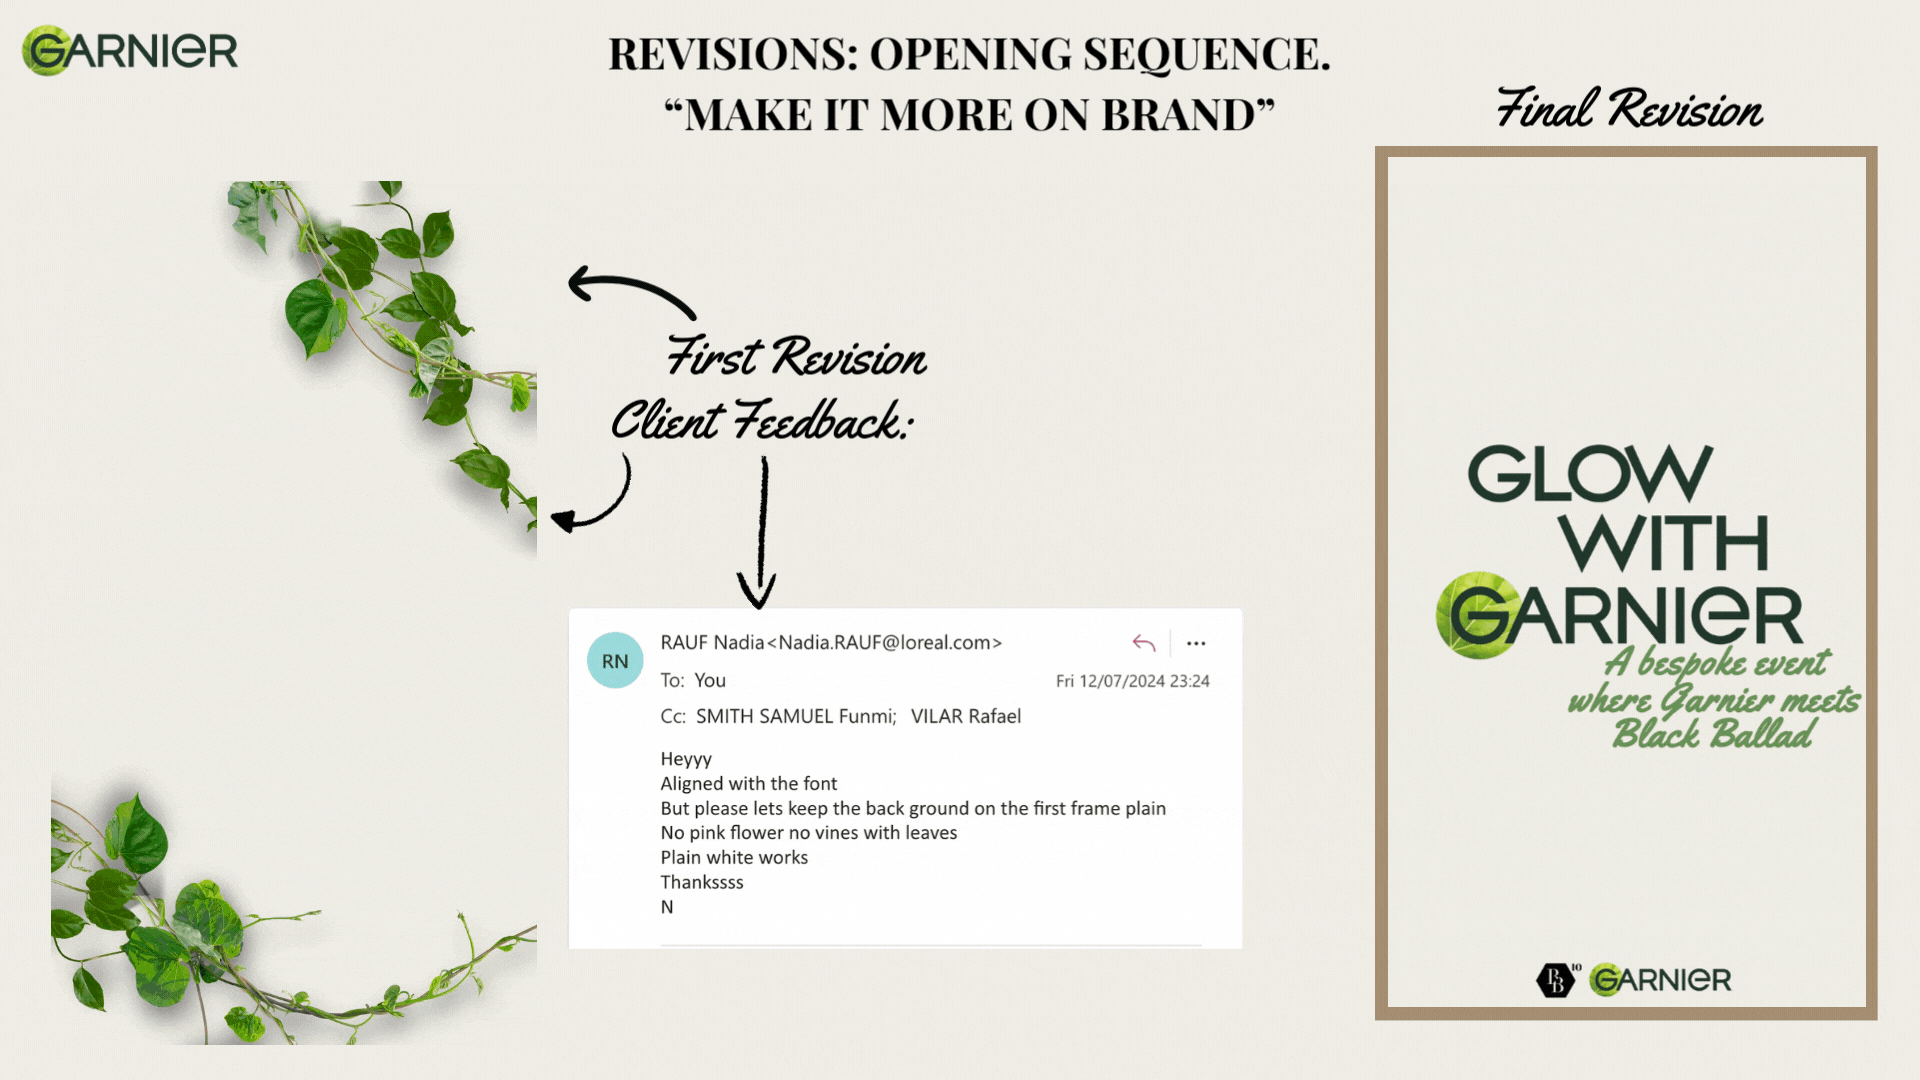 GARNIER
REVISIONS: OPENING SEQUENCE.
“MAKE IT MORE ON BRAND”
Final Revision
First Revision
Client Feedback:
RN
RAUF Nadia<Nadia.RAUF@loreal.com>
To: You
Fri 12/07/2024 23:24
Cc: SMITH SAMUEL Funmi; VILAR Rafael
Heyyy
Aligned with the font
But please lets keep the back ground on the first frame plain
No pink flower no vines with leaves
Plain white works
Thankssss
N
GLOW
WITH
GARNIER
A bespoke event
where Garnier meets
Black Ballad
BB 10
GARNIER